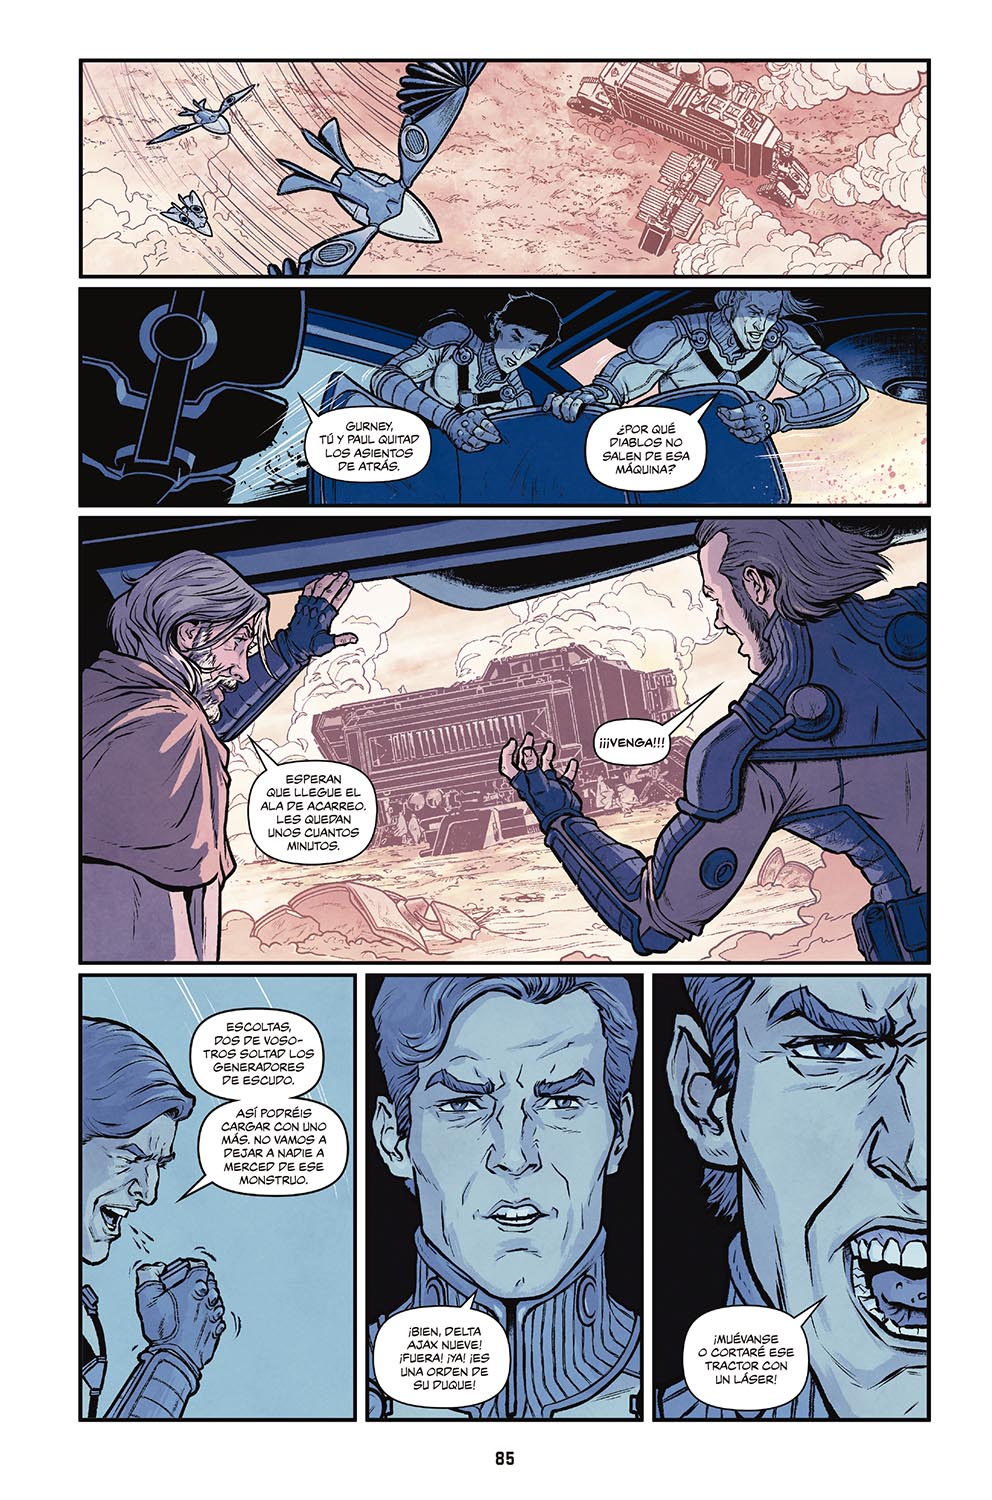 GURNEY,
TÚ Y PAUL QUITAD
LOS ASIENTOS
DE ATRÁS.
¿POR QUÉ
DIABLOS NO
SALEN DE ESA
MÁQUINA?
ESPERAN
QUE LLEGUE EL
ALA DE ACARREO.
LES QUEDAN
UNOS CUANTOS
MINUTOS.
¡¡¡VENGA!!!
ESCOLTAS,
DOS DE VOSO-
TROS SOLTAD LOS
GENERADORES
DE ESCUDO.
ASÍ PODRÉIS
CARGAR CON UNO
MÁS. NO VAMOS A
DEJAR A NADIE A
MERCED DE ESE
MONSTRUO.
¡BIEN, DELTA
AJAX NUEVE!
¡FUERA! ¡YA! ¡ES
UNA ORDEN DE
SU DUQUE!
¡MUÉVANSE
O CORTARÉ ESE
TRACTOR CON
UN LÁSER!
85